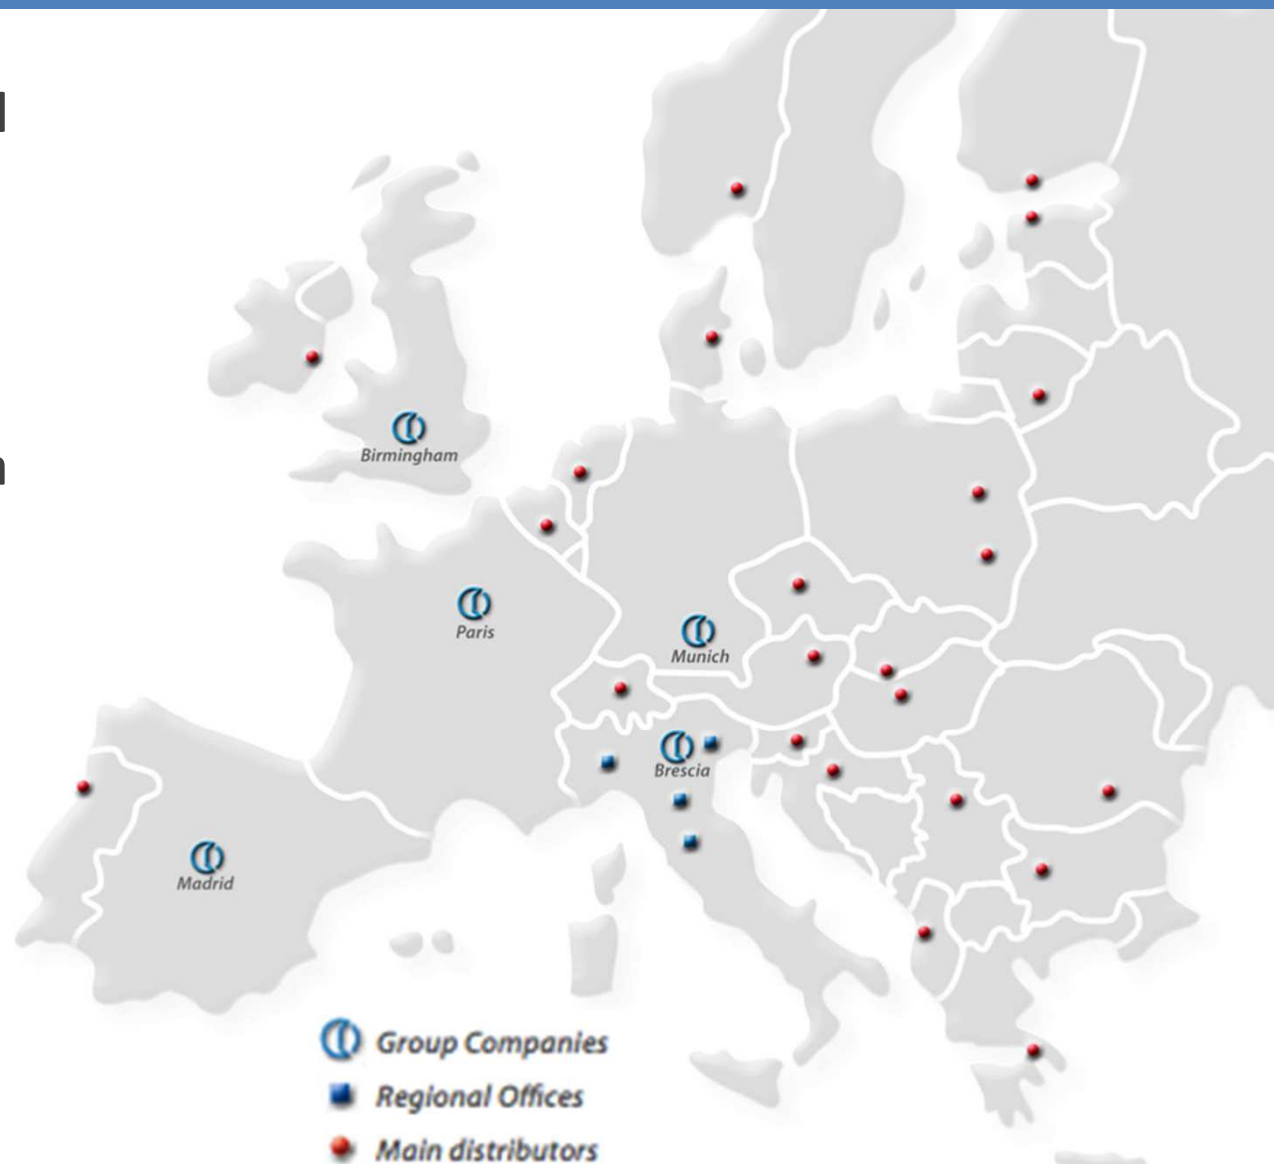 Birmingham
Paris
Munich
Brescia
Madrid
Group Companies
Regional Offices
Main distributors